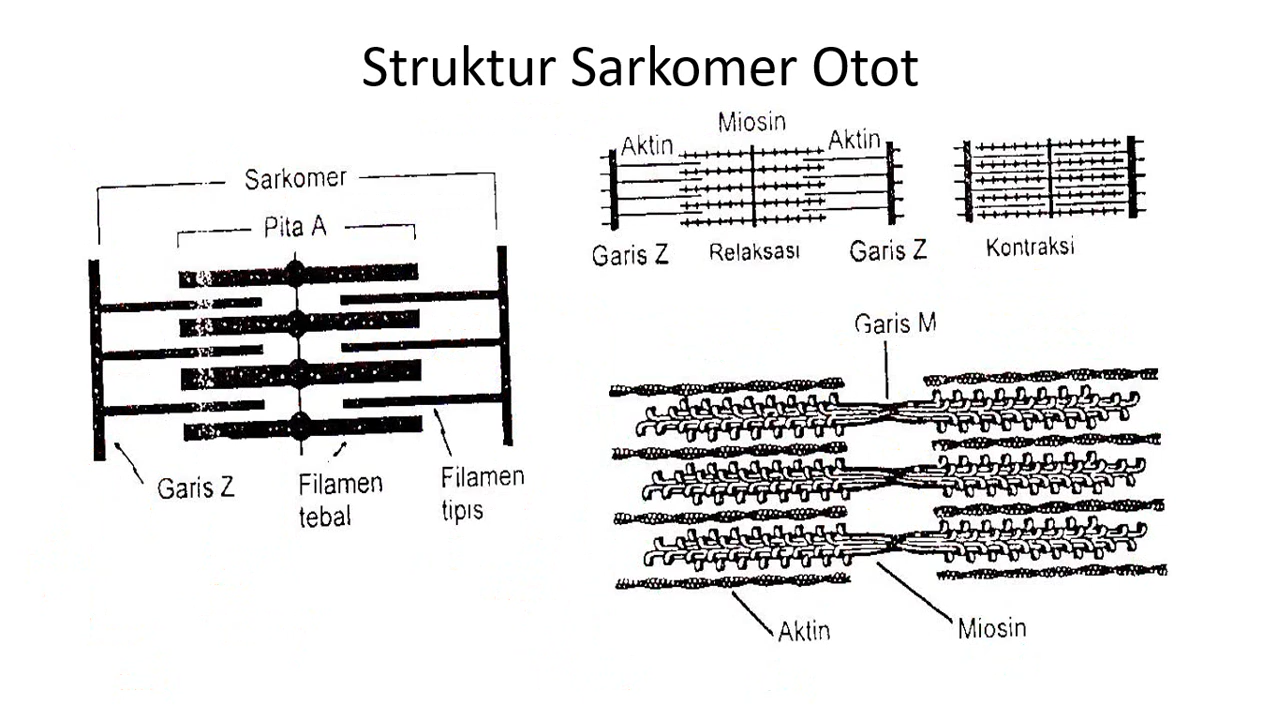 Struktur Sarkomer Otot
Sarkomer
Pita A
Garis Z
Filamen
tebal
Filamen
tipis
Miosin
Aktin
Aktin
Garis Z
Relaksasi
Garis Z
Kontraksi
Garis M
Aktin
Miosin